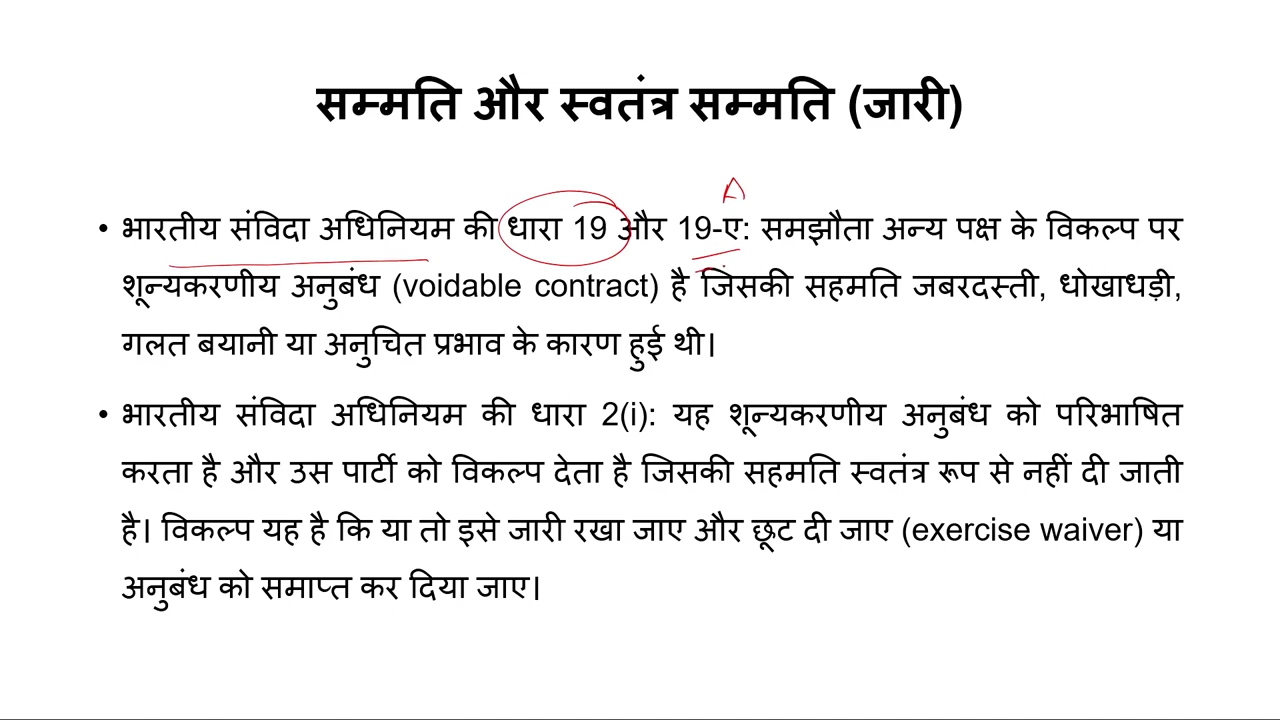 सम्मति और स्वतंत्र सम्मति (जारी)
A
• भारतीय संविदा अधिनियम की धारा 19 और 19-ए: समझौता अन्य पक्ष के विकल्प पर
शून्यकरणीय अनुबंध (voidable contract) है जिसकी सहमति जबरदस्ती, धोखाधड़ी,
गलत बयानी या अनुचित प्रभाव के कारण हुई थी।
• भारतीय संविदा अधिनियम की धारा 2(i): यह शून्यकरणीय अनुबंध को परिभाषित
करता है और उस पार्टी को विकल्प देता है जिसकी सहमति स्वतंत्र रूप से नहीं दी जाती
है। विकल्प यह है कि या तो इसे जारी रखा जाए और छूट दी जाए (exercise waiver) या
अनुबंध को समाप्त कर दिया जाए।